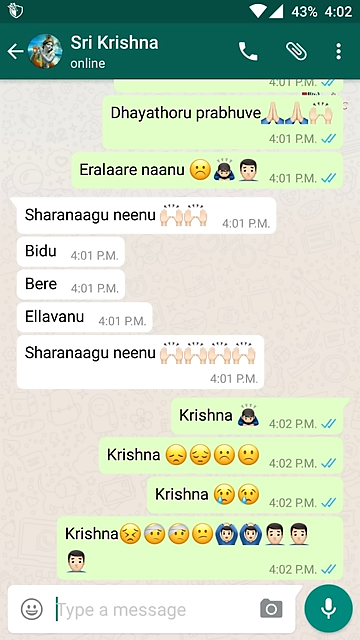 43% 4:02
Sri Krishna
online
4:01 P.M.
Dhayathoru prabhuve🙏🏻🙏🏻🙌🏻
4:01 P.M.
Eralaare naanu ☹️🙇🏻👨🏻 4:01 P.M.
Sharanaagu neenu 🙌🏻🙌🏻 4:01 P.M.
Bidu 4:01 P.M.
Bere 4:01 P.M.
Ellavanu 4:01 P.M.
Sharanaagu neenu 🙌🏻🙌🏻🙌🏻🙌🏻
4:01 P.M.
Krishna 🙇🏻 4:02 P.M.
Krishna 😞😔🙁🙁 4:02 P.M.
Krishna 😢😢 4:02 P.M.
Krishna😣🤕🤕😕🙆🏻‍♂️🙆🏻‍♂️👨🏻👨🏻
👨🏻 4:02 P.M.
Type a message